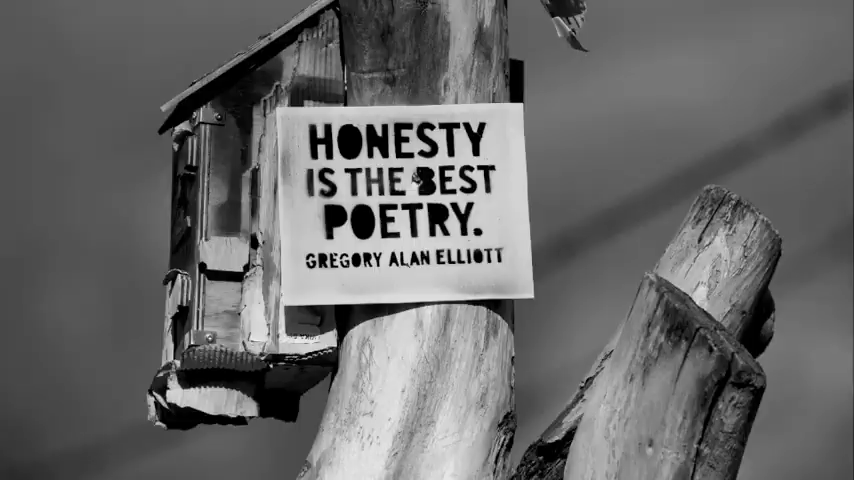 HONESTY
IS THE BEST
POETRY.
GREGORY ALAN ELLIOTT